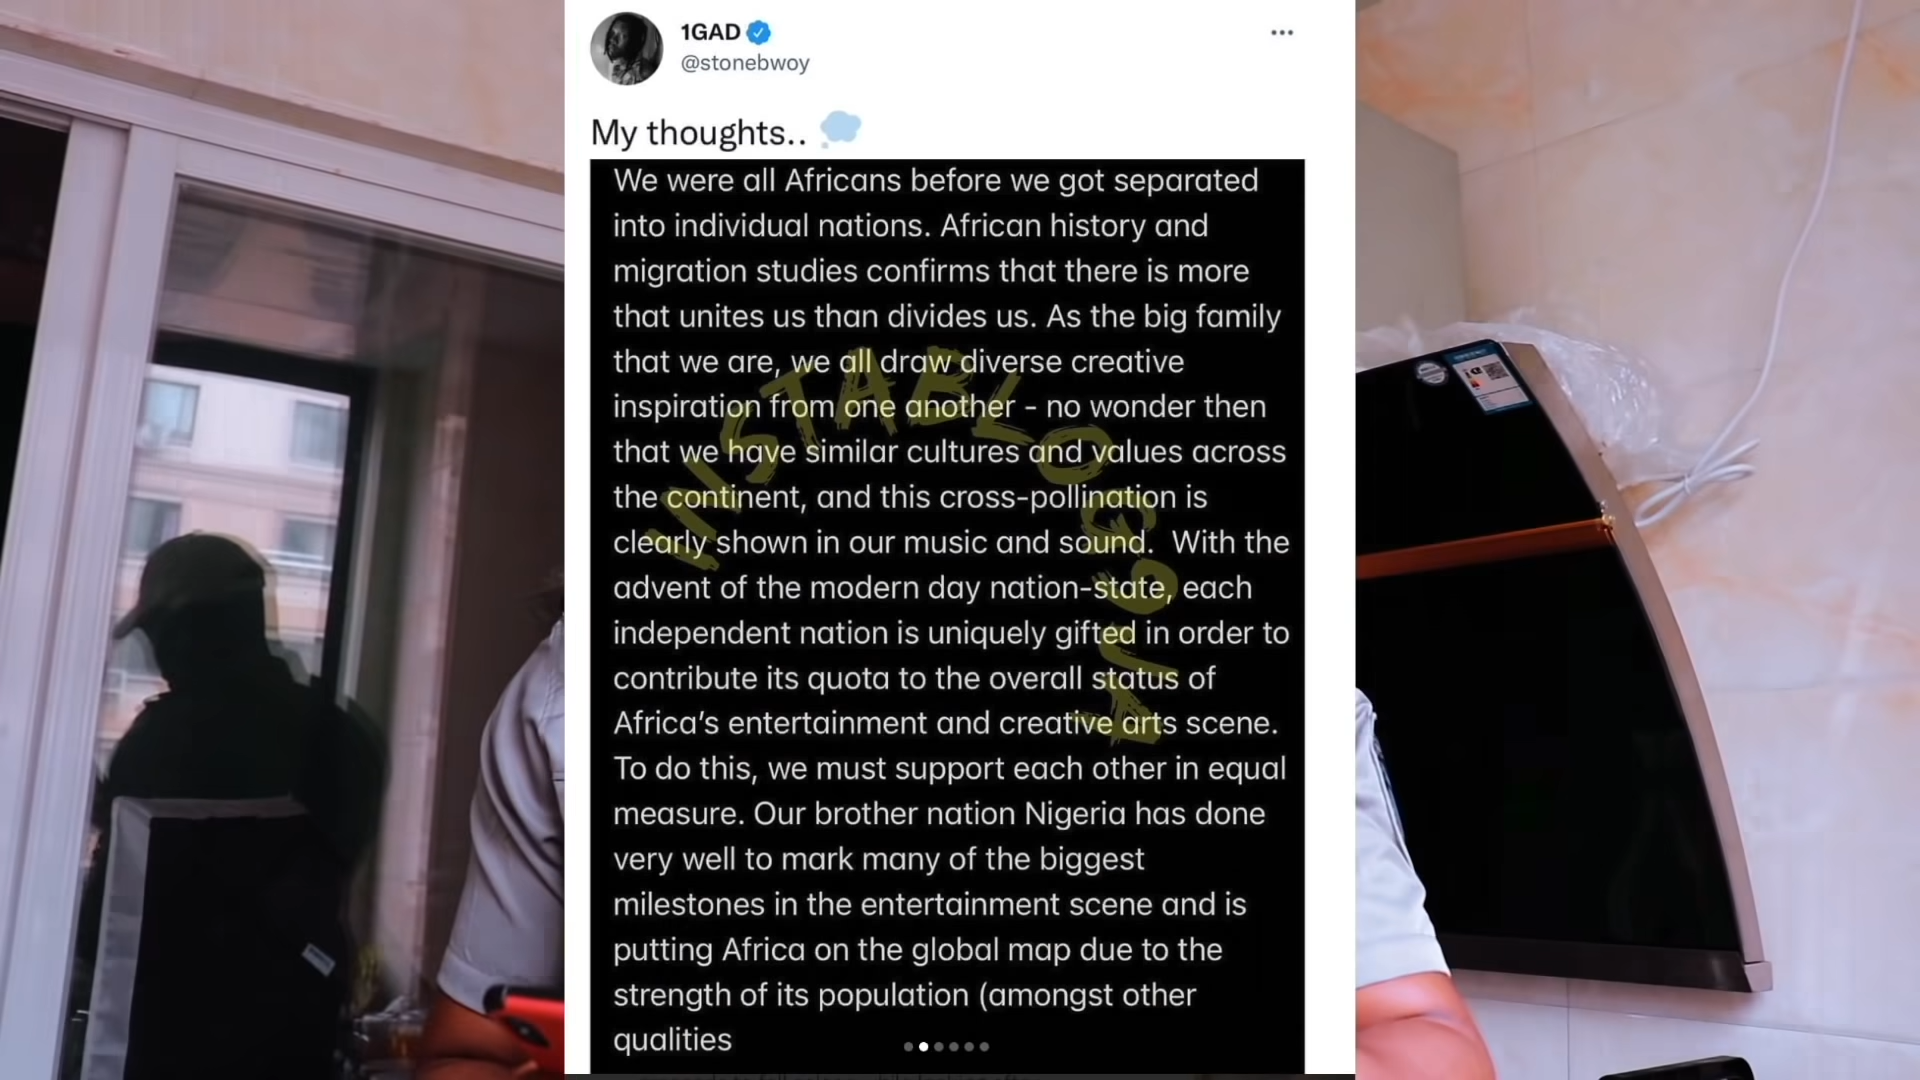 1GAD
@stonebwoy
My thoughts..
We were all Africans before we got separated
into individual nations. African history and
migration studies confirms that there is more
that unites us than divides us. As the big family
that we are, we all draw diverse creative
inspiration from one another - no wonder then
that we have similar cultures and values across
the continent, and this cross-pollination is
clearly shown in our music and sound.  With the
advent of the modern day nation-state, each
independent nation is uniquely gifted in order to
contribute its quota to the overall status of
Africa’s entertainment and creative arts scene.
To do this, we must support each other in equal
measure. Our brother nation Nigeria has done
very well to mark many of the biggest
milestones in the entertainment scene and is
putting Africa on the global map due to the
strength of its population (amongst other
qualities
INSTABLOG9JA